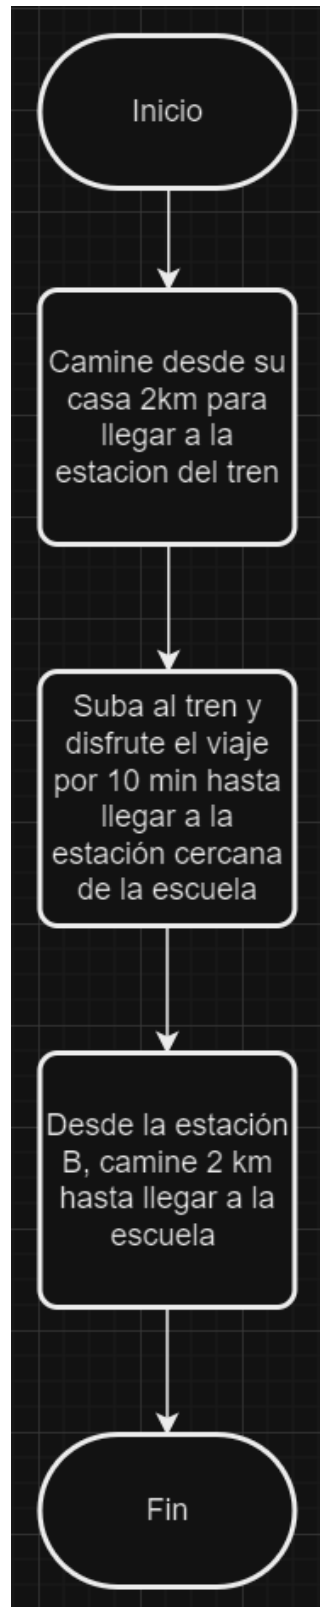 Inicio
Camine desde su
casa 2km para
llegar a la
estacion del tren
Suba al tren y
disfrute el viaje
por 10 min hasta
llegar a la
estación cercana
de la escuela
Desde la estación
B, camine 2 km
hasta llegar a la
escuela
Fin